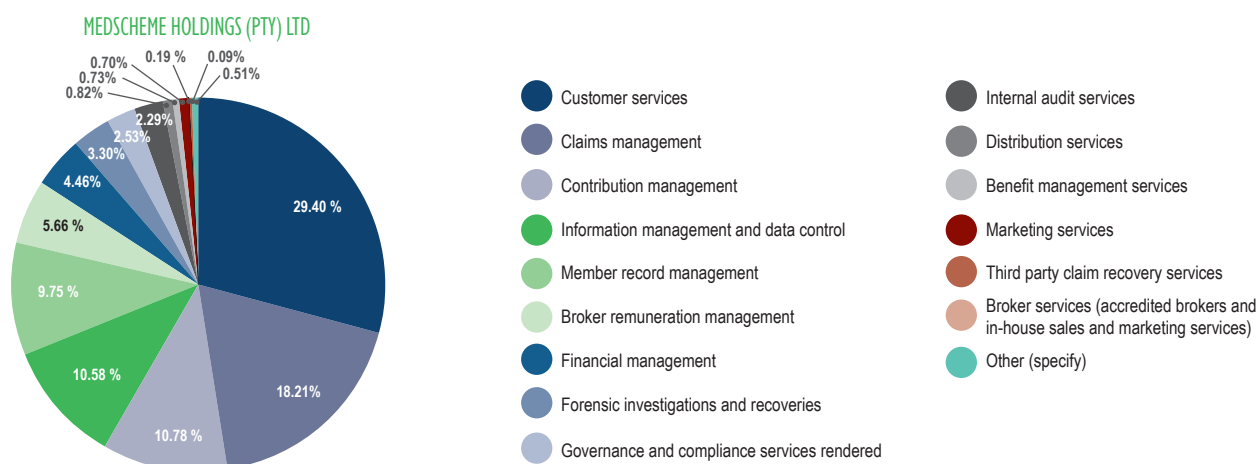 MEDSCHEME HOLDINGS (PTY) LTD
0.19 %
0.09%
0.70%
0.51%
0.73%
0.82%
2.29%
2.53%
3.30%
4.46%
5.66 %
9.75 %
10.58 %
10.78 %
18.21%
29.40 %
Customer services
Claims management
Contribution management
Information management and data control
Member record management
Broker remuneration management
Financial management
Forensic investigations and recoveries
Governance and compliance services rendered
Internal audit services
Distribution services
Benefit management services
Marketing services
Third party claim recovery services
Broker services (accredited brokers and
in-house sales and marketing services)
Other (specify)